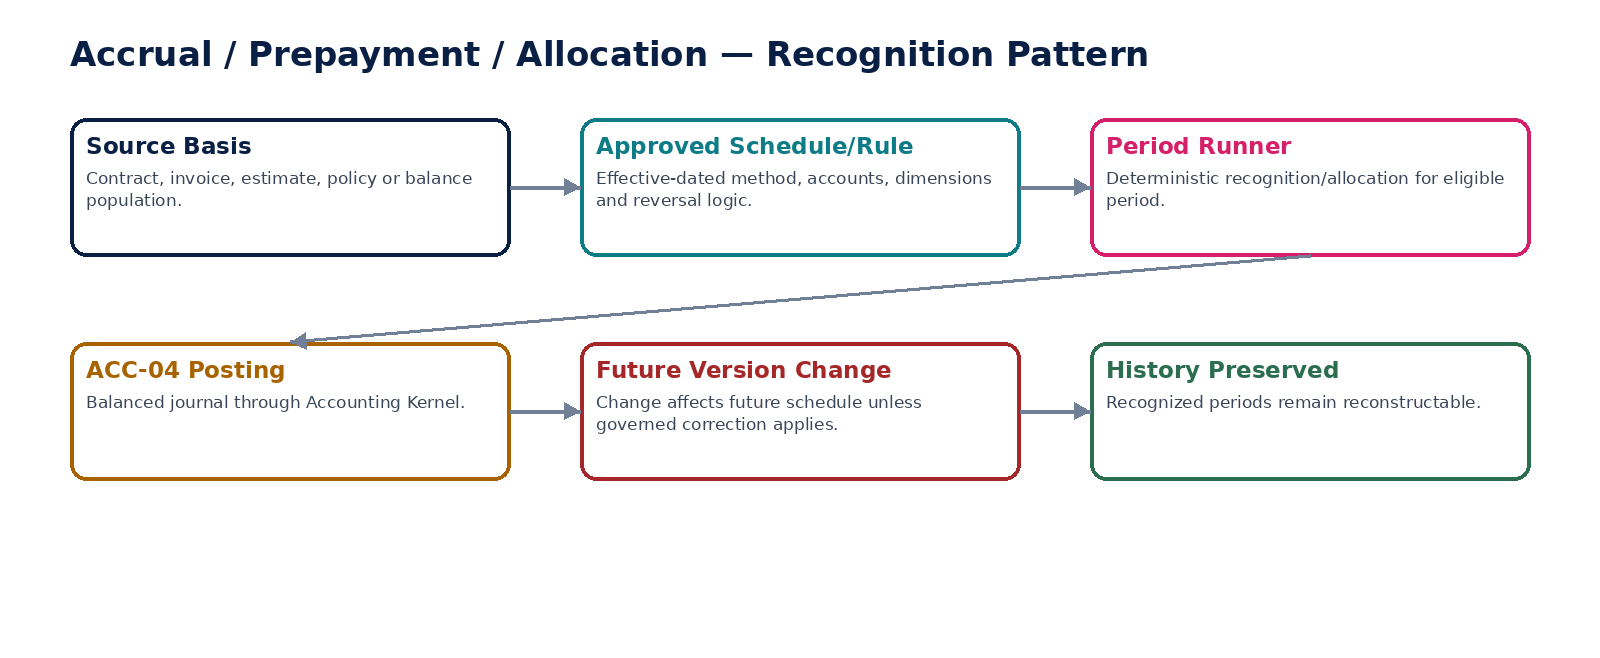 Accrual / Prepayment / Allocation — Recognition Pattern
Source Basis
Contract, invoice, estimate, policy or balance
population.
Approved Schedule/Rule
Effective-dated method, accounts, dimensions
and reversal logic.
Period Runner
Deterministic recognition/allocation for eligible
period.
ACC-04 Posting
Balanced journal through Accounting Kernel.
Future Version Change
Change affects future schedule unless
governed correction applies.
History Preserved
Recognized periods remain reconstructable.